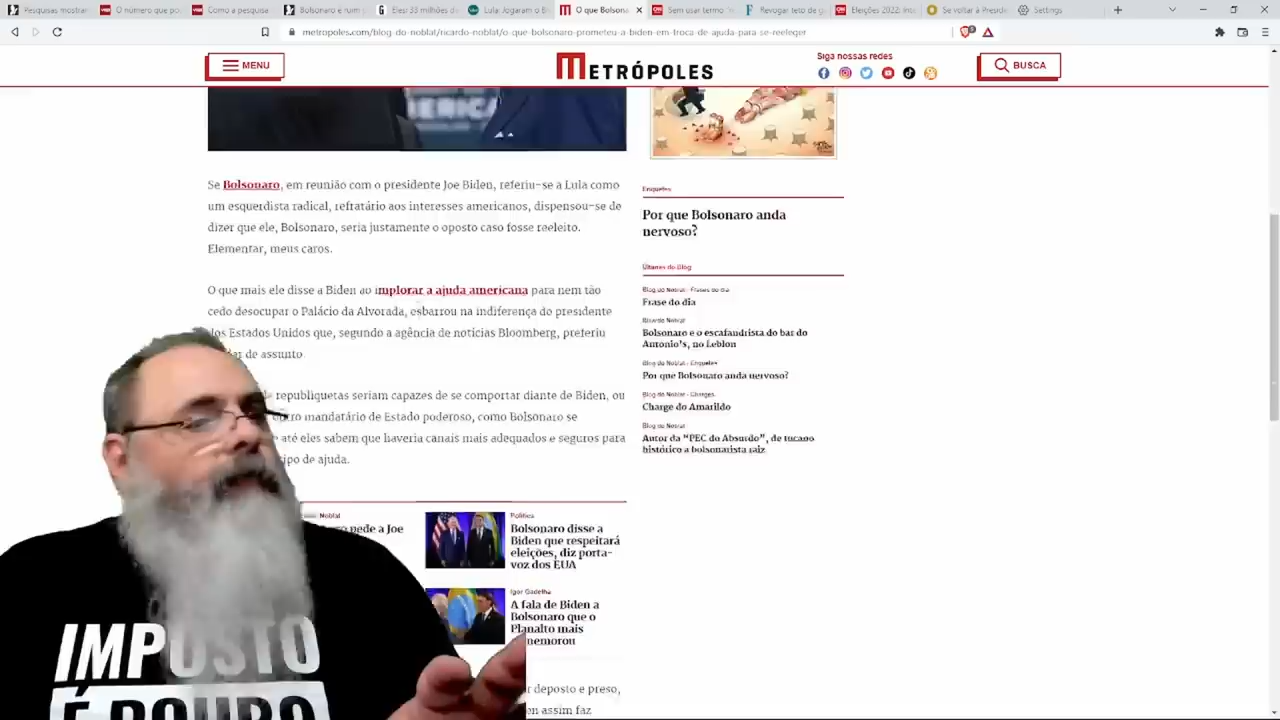 Pesquisas mostram
O número que po
Como a pesquise
Bolsonaro é ruim p
Eles! 33 milhões d
Lula: Jogaram o B
O que Bolsona
Sem usar termo 'se
Revogar teto de g
Eleições 2022: Int
Se voltar à Presid
Settings
metropoles.com/blog-do-noblat/ricardo-noblat/o-que-bolsonaro-prometeu-a-biden-em-troca-de-ajuda-para-se-reeleger
MENU
METRÓPOLES
Siga nossas redes
BUSCA
ERICA
Se Bolsonaro, em reunião com o presidente Joe Biden, referiu-se a Lula como
um esquerdista radical, refratário aos interesses americanos, dispensou-se de
dizer que ele, Bolsonaro, seria justamente o oposto caso fosse reeleito.
Elementar, meus caros.
O que mais ele disse a Biden ao implorar a ajuda americana para nem tão
cedo desocupar o Palácio da Alvorada, esbarrou na indiferença do presidente
dos Estados Unidos que, segundo a agência de notícias Bloomberg, preferiu
dar de assunto.
republiquetas seriam capazes de se comportar diante de Biden, ou
outro mandatário de Estado poderoso, como Bolsonaro se
até eles sabem que haveria canais mais adequados e seguros para
tipo de ajuda.
Noblat
pede a Joe
Política
Bolsonaro disse a
Biden que respeitará
eleições, diz porta-
voz dos EUA
Igor Gadelha
A fala de Biden a
Bolsonaro que o
Planalto mais
memorou
r deposto e preso,
en assim faz
Enquetes
Por que Bolsonaro anda
nervoso?
Últimas do Blog
Blog do Noblat - Frases do dia
Frase do dia
Ricardo Noblat
Bolsonaro e o escafandrista do bar do
Antonio's, no Leblon
Blog do Noblat - Enquetes
Por que Bolsonaro anda nervoso?
Blog do Noblat - Charges
Charge do Amarildo
Blog do Noblat
Autor da "PEC do Absurdo", de tucano
histórico a bolsonarista raiz
IMPOSTO
É ROUBO